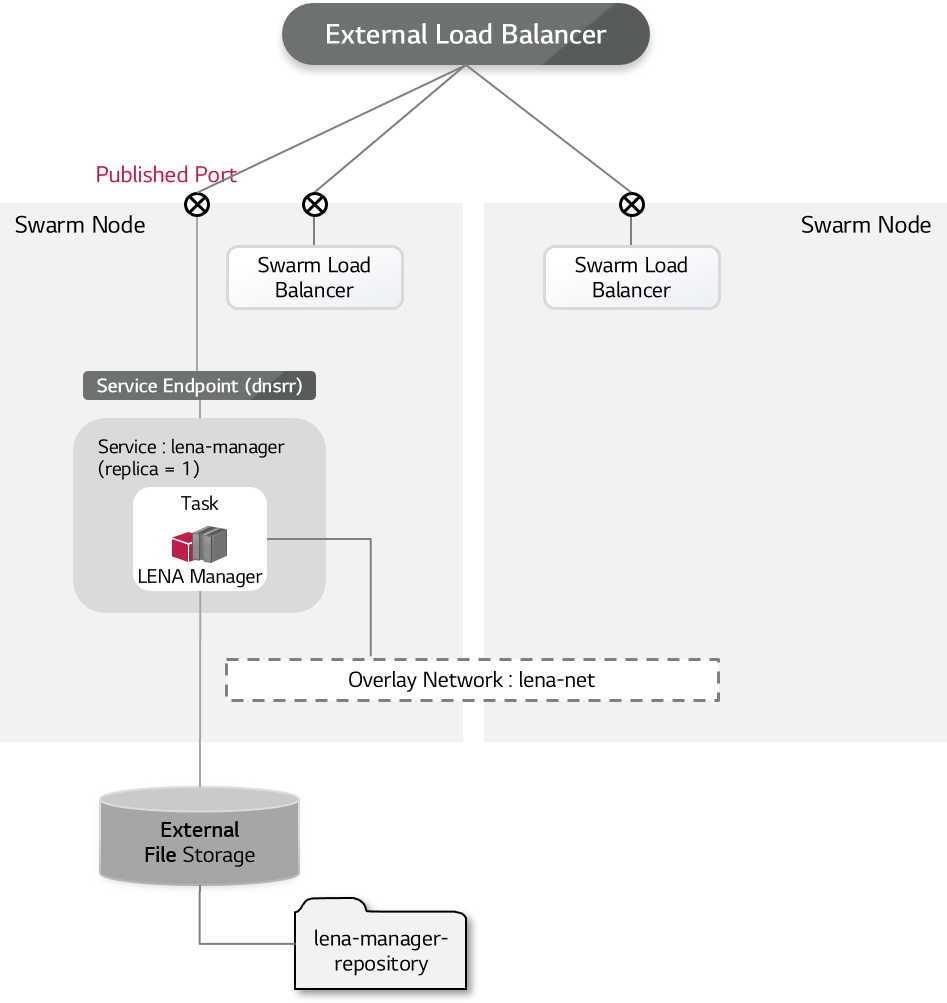 External Load Balancer
Published Port
Swarm Node
Swarm Node
Swarm Load
Balancer
Swarm Load
Balancer
Service Endpoint (dnsrr)
Service : lena-manager
(replica = 1)
Task
LENA Manager
Overlay Network : lena-net
External
File Storage
lena-manager-
repository